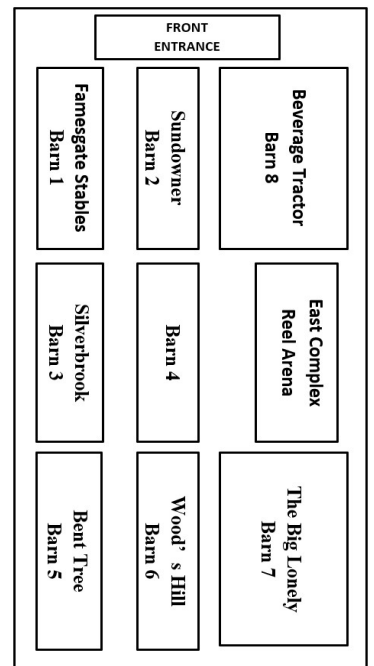 FRONT
ENTRANCE
Famesgate Stables
Barn 1
Sundowner
Barn 2
Beverage Tractor
Barn 8
Silverbrook
Barn 3
Barn 4
East Complex
Reel Arena
Bent Tree
Barn 5
Wood’s Hill
Barn 6
The Big Lonely
Barn 7